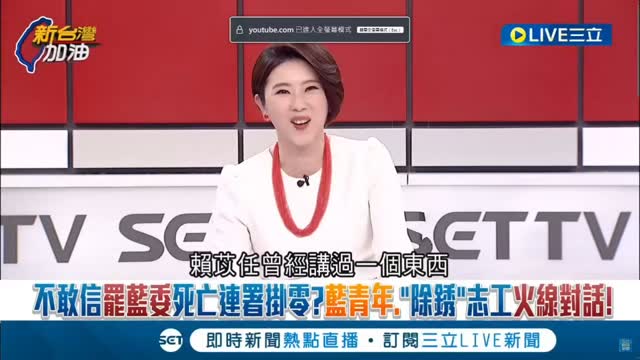 新台灣
加油
youtube.com 已進入全螢幕模式
LIVE三立
TV SETTV SETTV
賴苡任曾經講過一個東西
不敢信罷藍委死亡連署掛零?藍青年."除銹"志工火線對話!
SET 即時新聞熱點直播・訂閱三立LIVE新聞